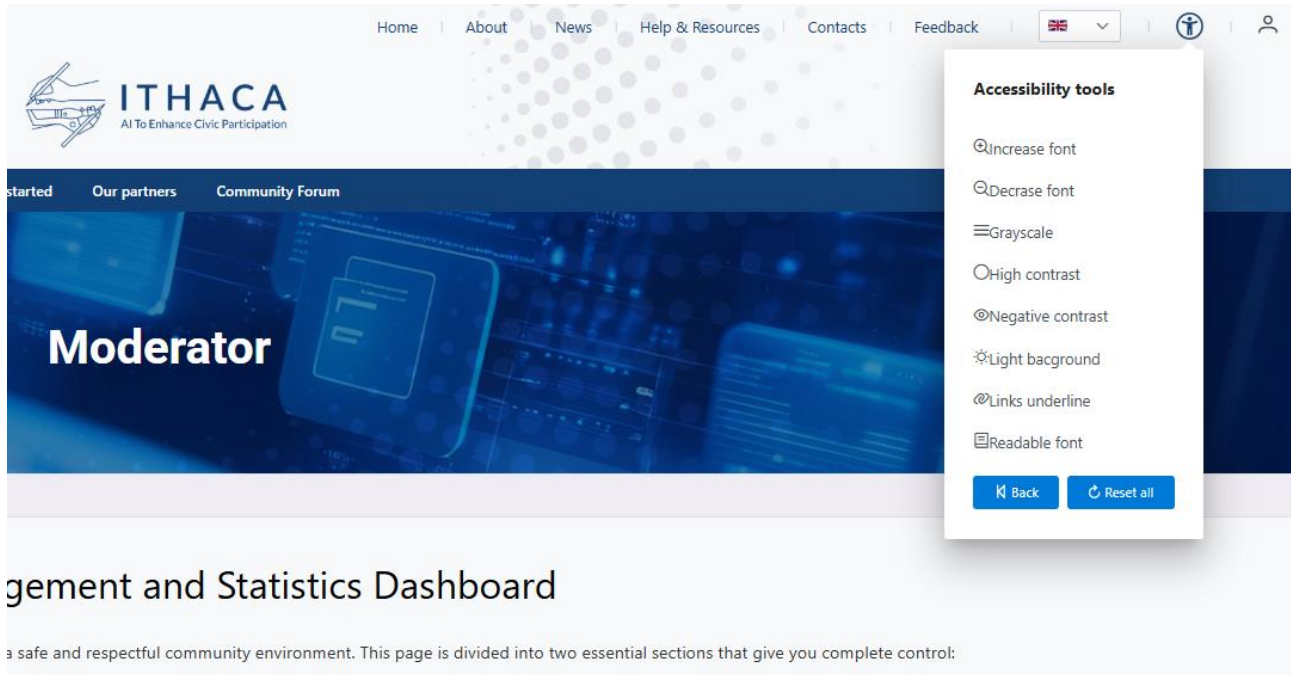 Home About News Help & Resources Contacts Feedback
ITHACA
AI To Enhance Civic Participation
started Our partners Community Forum
Moderator
Accessibility tools
Increase font
Decrase font
Grayscale
High contrast
Negative contrast
Light bacground
Links underline
Readable font
Back Reset all
gement and Statistics Dashboard
a safe and respectful community environment. This page is divided into two essential sections that give you complete control: